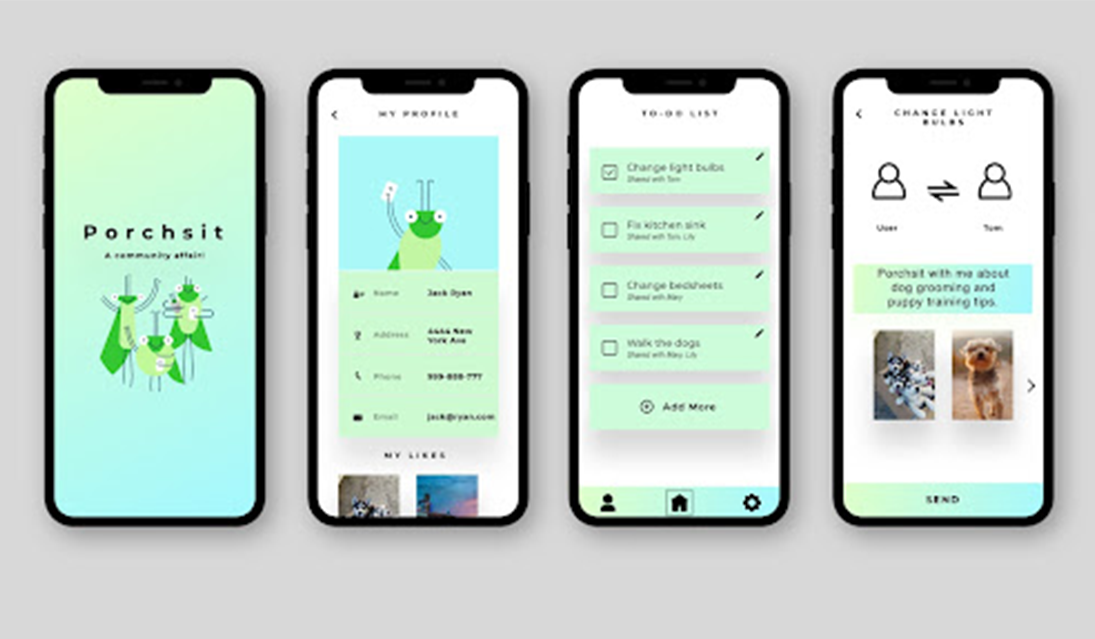 Porchsit
A community affair!
MY PROFILE
Name Jack Ryan
Address New
York Ave
Phone 999-888-777
Email jack@ryan.com
MY LIKES
TO-DO LIST
Change light bulbs
Shared with Tom
Fix kitchen sink
Shared with Tom, Lily
Change bedsheets
Shared with Mary
Walk the dogs
Shared with Mary, Lily
Add More
CHANGE LIGHT
BULBS
User
Tom
Porchsit with me about
dog grooming and
puppy training tips.
SEND